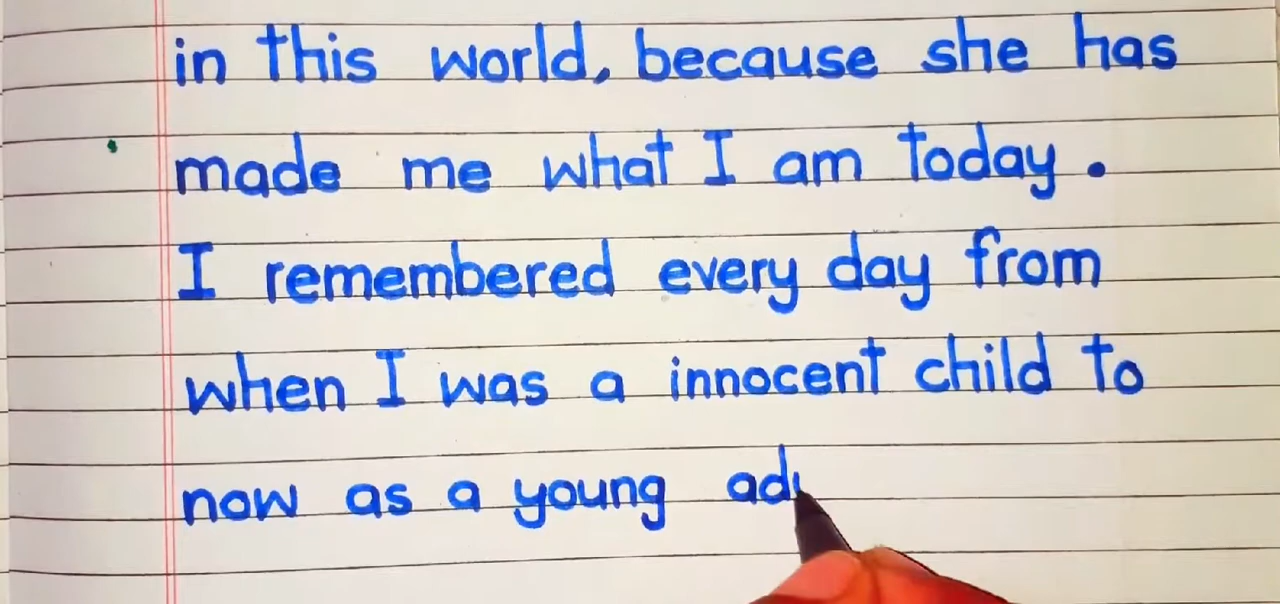 in this world, because she has
made me what I am today.
I remembered every day from
when I was a innocent child to
now as a young ad